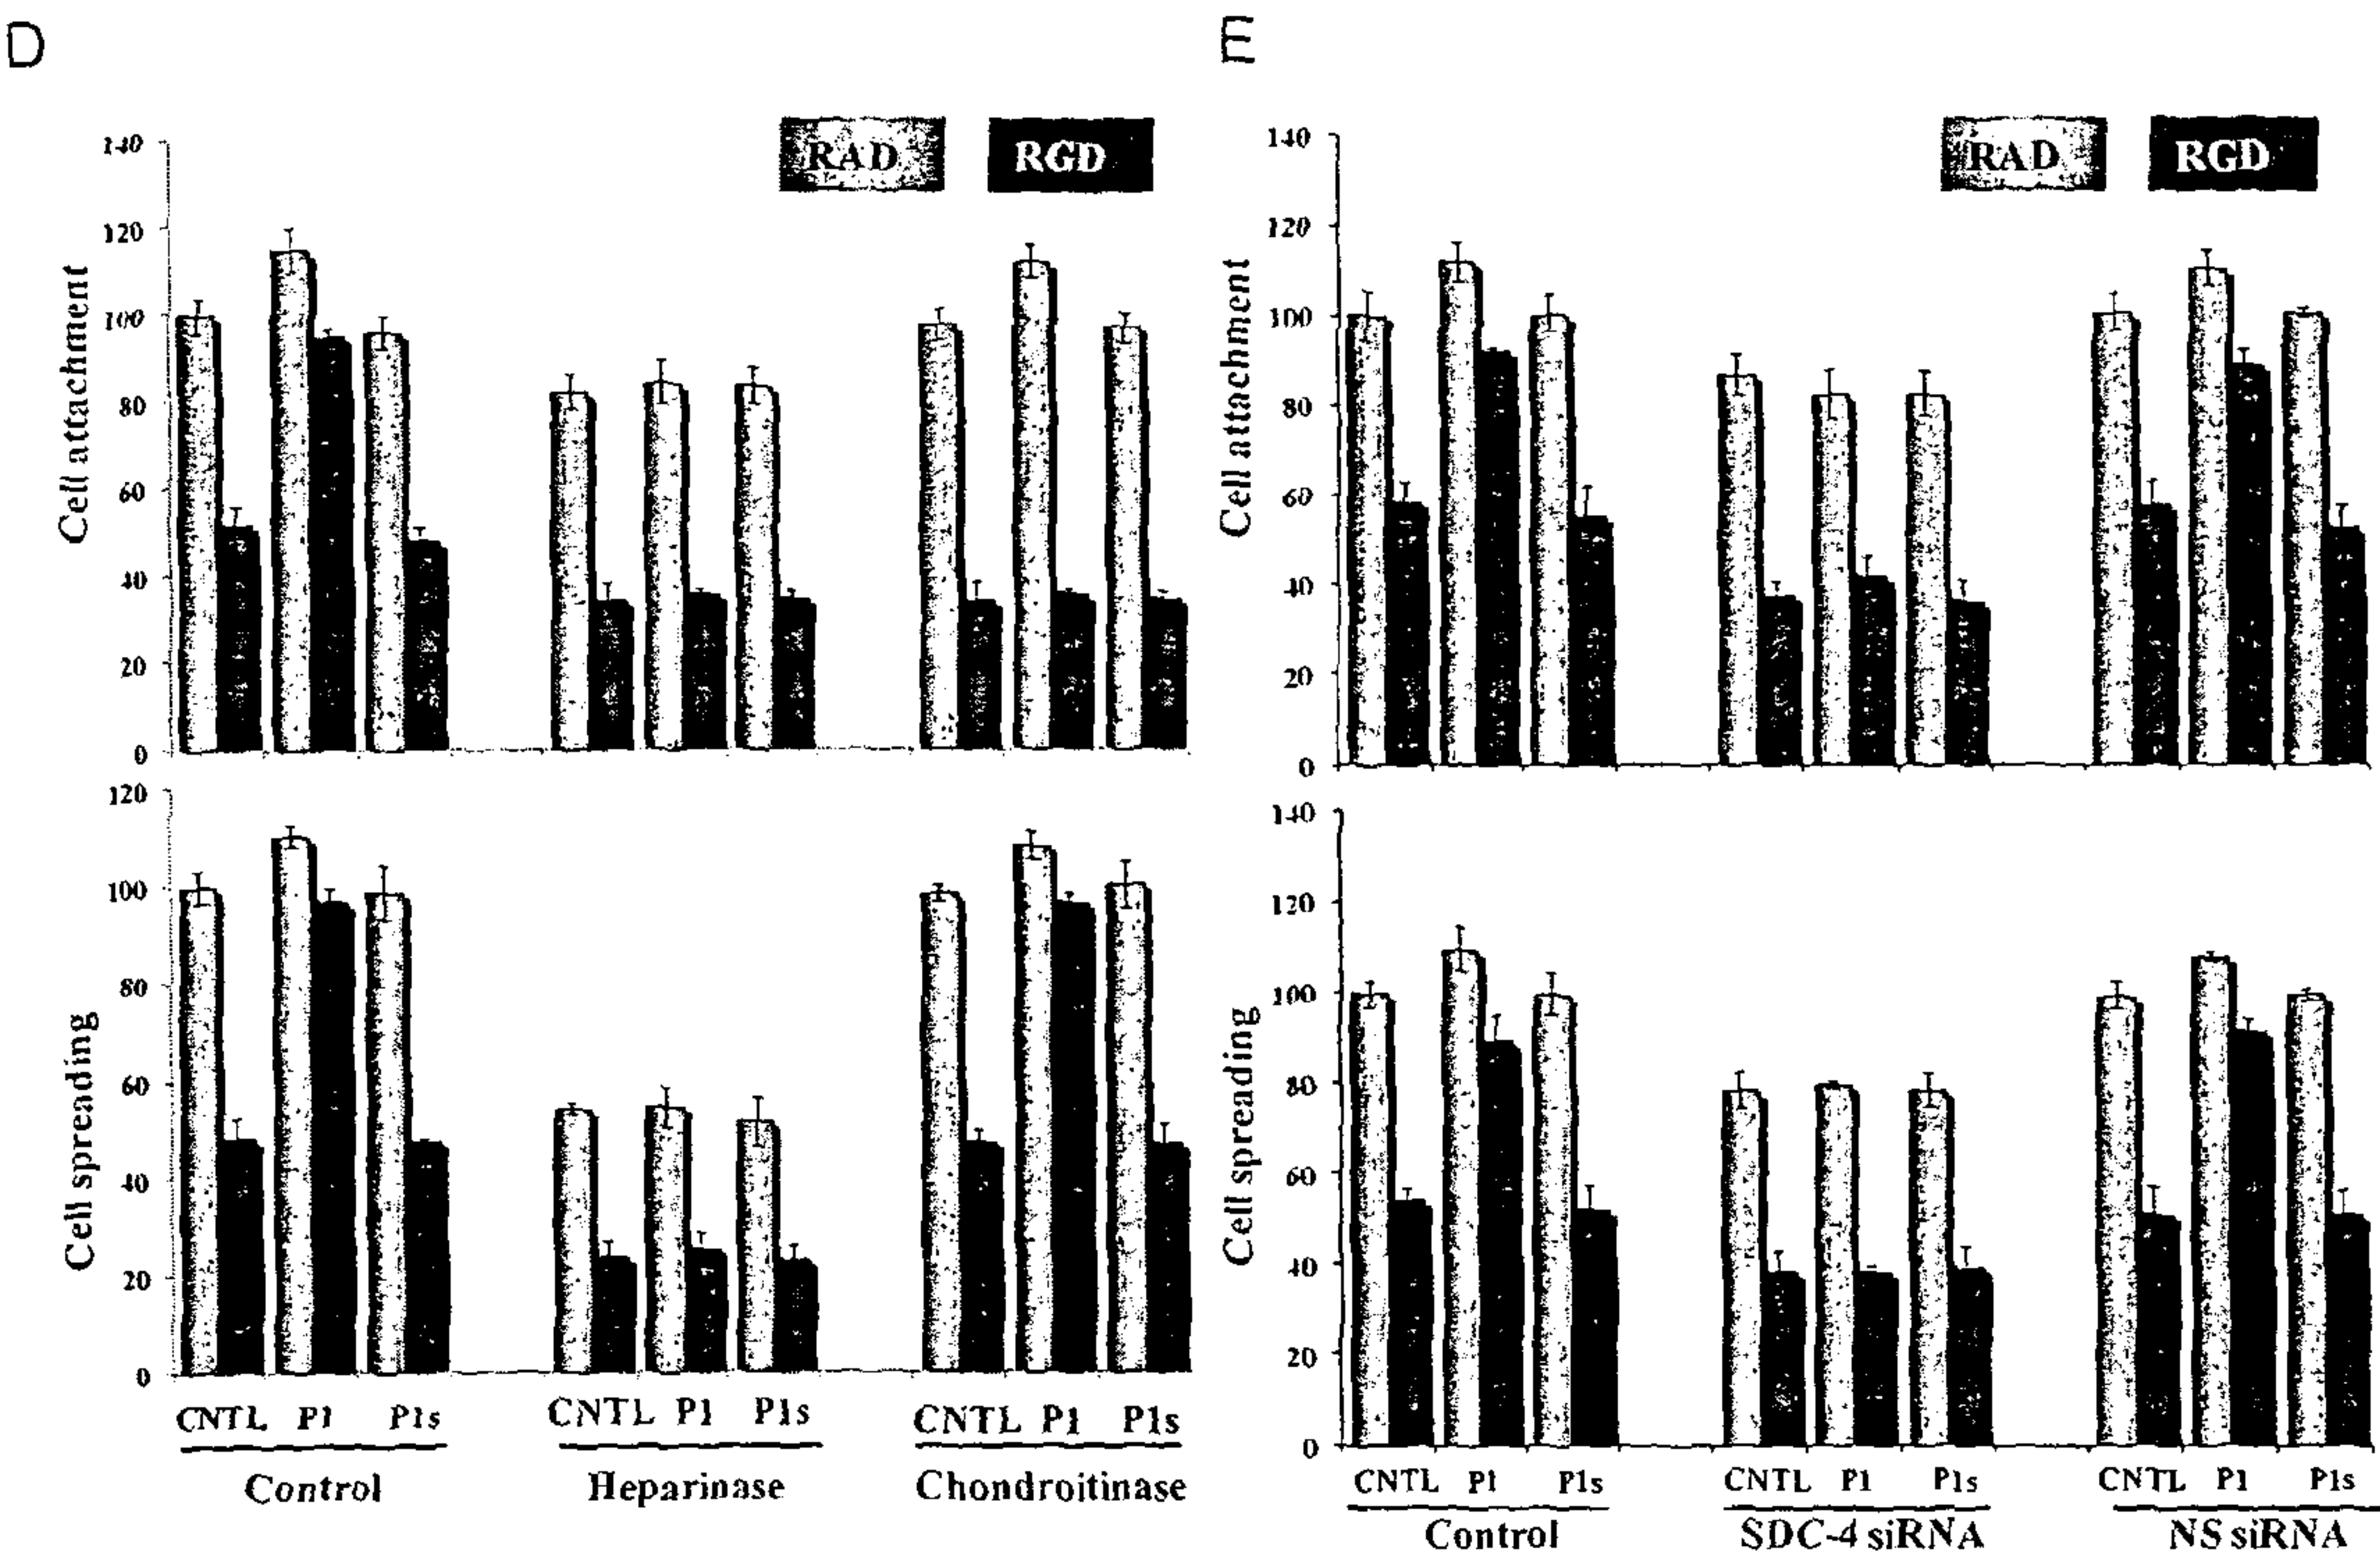 D
RAD RGD
Cell attachment
140
120
100
80
60
40
20
0
Cell spreading
120
100
80
60
40
20
0
CNTL P1 P1s CNTL P1 P1s CNTL P1 P1s
Control Heparinase Chondroitinase
E
RAD RGD
Cell attachment
140
120
100
80
60
40
20
0
Cell spreading
140
120
100
80
60
40
20
0
CNTL P1 P1s CNTL P1 P1s CNTL P1 P1s
Control SDC-4 siRNA NS siRNA